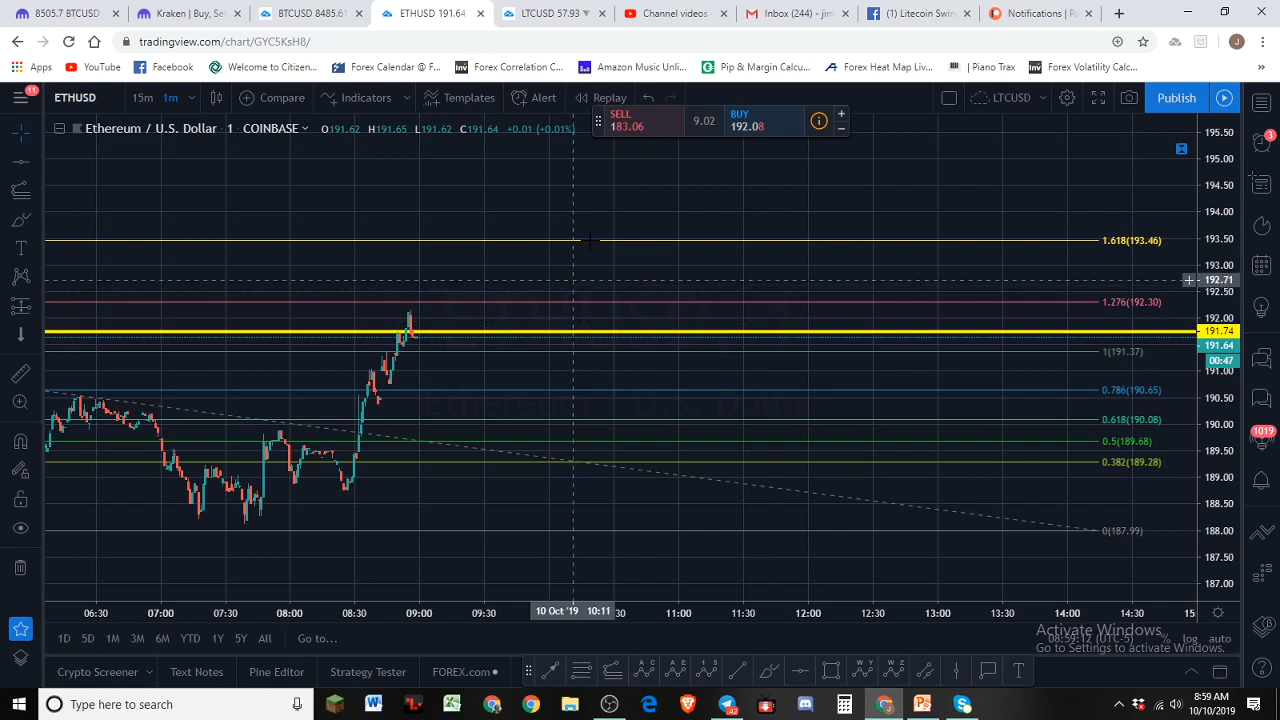 8505.7 BTCUSD
Kraken | Buy, Sel
BTCUSD 8485.61
ETHUSD 191.64
LTCUSD 57.93
Channel videos
Inbox (244) - jim
Litecoin Swin
Notifications | Pa
tradingview.com/chart/GYC5KsH8/
J
Apps
YouTube
Facebook
Welcome to Citizen...
Forex Calendar @ F...
Forex Correlation C...
Amazon Music Unli...
Pip & Margin Calcu...
Forex Heat Map Liv...
Piano Trax
Forex Volatility Calc...
11
ETHUSD
15m
1m
Compare
Indicators
Templates
Alert
Replay
LTCUSD
Publish
Ethereum / U.S. Dollar · 1 · COINBASE
O191.62 H191.65 L191.62 C191.64 +0.01 (+0.01%)
SELL
183.06
9.02
BUY
192.08
195.50
195.00
194.50
194.00
193.50
193.00
192.71
192.50
192.00
191.74
191.64
00:47
191.00
190.50
190.00
189.50
189.00
188.50
188.00
187.50
187.00
1.618(193.46)
1.276(192.30)
1(191.37)
0.786(190.65)
0.618(190.08)
0.5(189.68)
0.382(189.28)
0(187.99)
3
1019
06:30
07:00
07:30
08:00
08:30
09:00
09:30
10 Oct '19 10:11
:30
11:00
11:30
12:00
12:30
13:00
13:30
14:00
14:30
15:
1D
5D
1M
3M
6M
YTD
1Y
5Y
All
Go to...
08:59:12 (UTC-5)
%
log
auto
Activate Windows
Go to Settings to activate Windows.
Crypto Screener
Text Notes
Pine Editor
Strategy Tester
FOREX.com
Type here to search
42
8:59 AM
10/10/2019